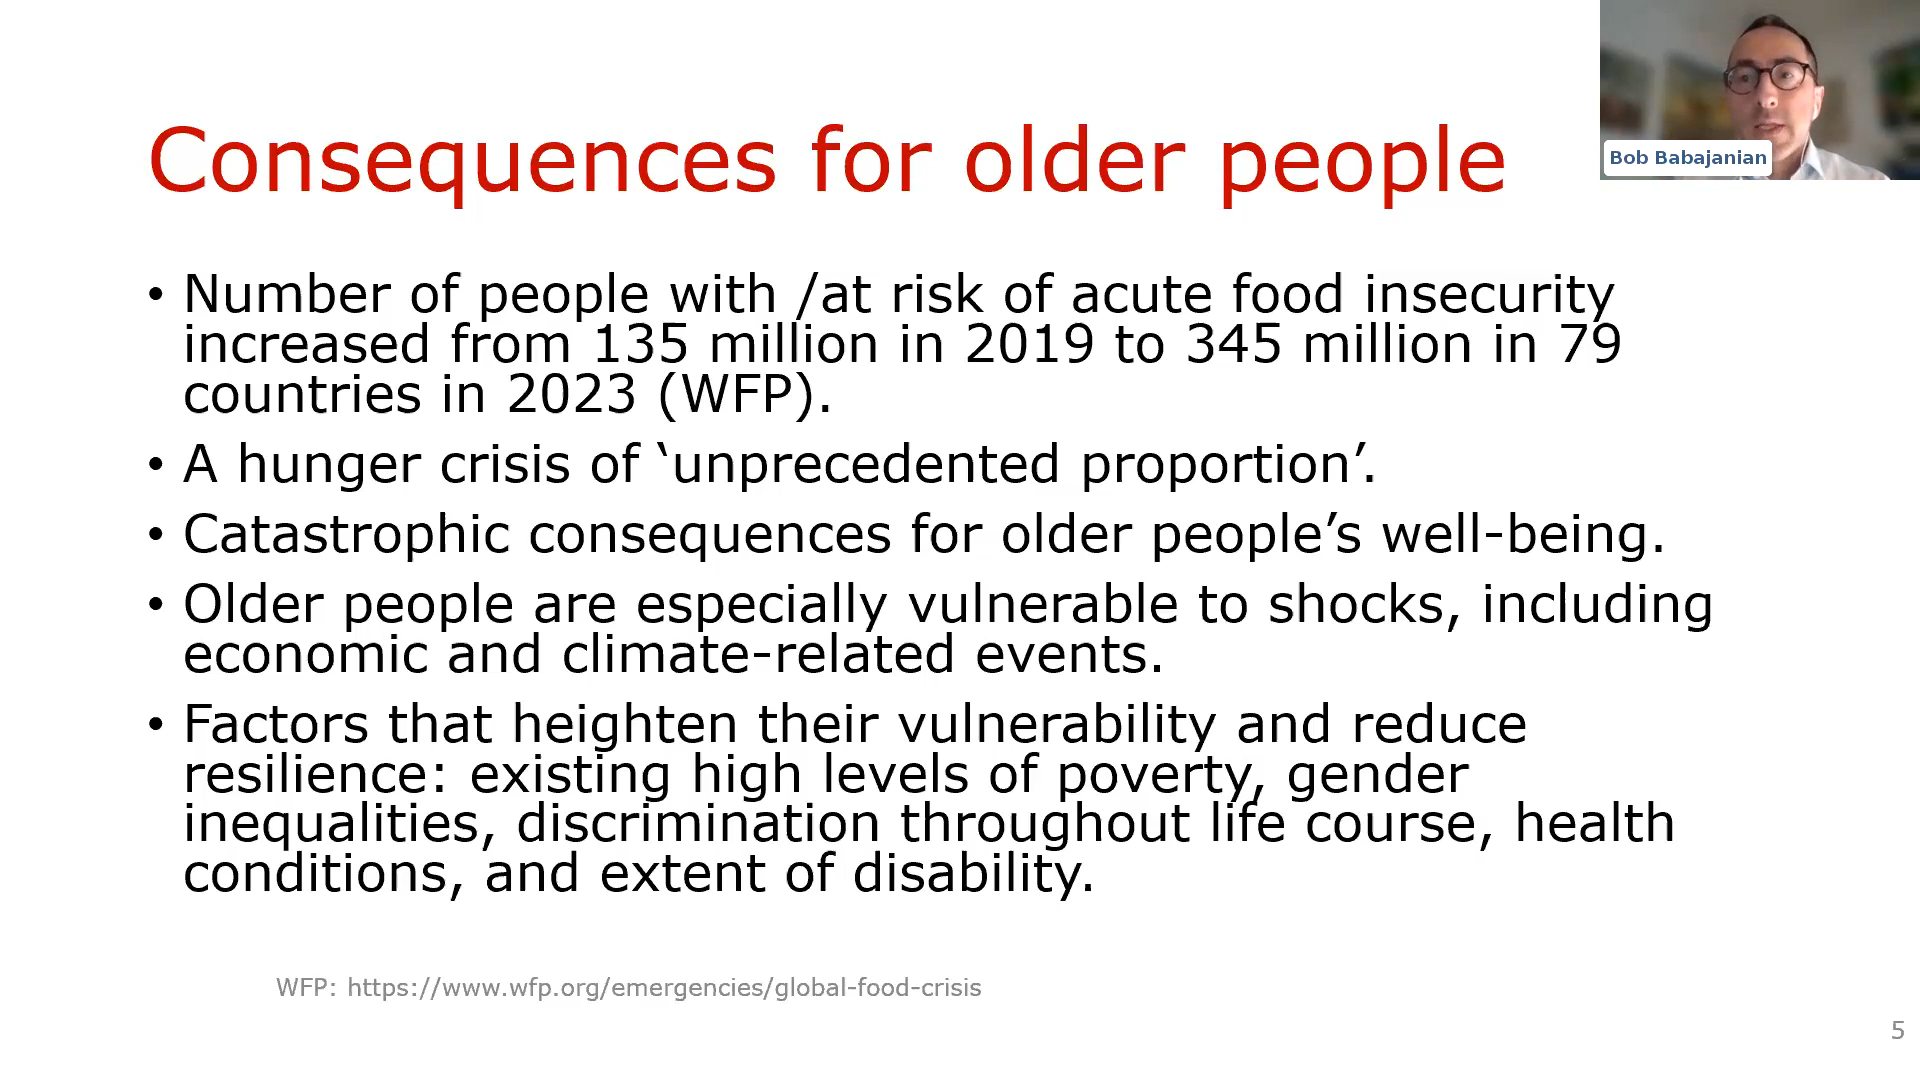 Bob Babajanian
Consequences for older people
• Number of people with /at risk of acute food insecurity
increased from 135 million in 2019 to 345 million in 79
countries in 2023 (WFP).
• A hunger crisis of ‘unprecedented proportion’.
• Catastrophic consequences for older people’s well-being.
• Older people are especially vulnerable to shocks, including
economic and climate-related events.
• Factors that heighten their vulnerability and reduce
resilience: existing high levels of poverty, gender
inequalities, discrimination throughout life course, health
conditions, and extent of disability.
WFP: https://www.wfp.org/emergencies/global-food-crisis
5